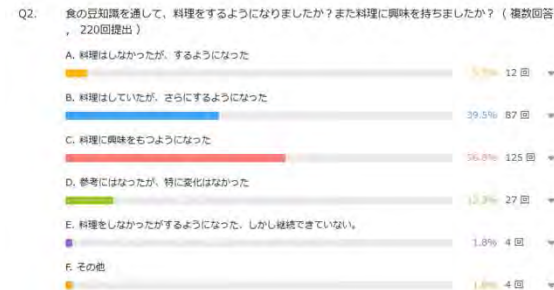 Q2. 食の豆知識を通して、料理をするようになりましたか？また料理に興味を持ちましたか？（複数回答
, 220回提出）
A. 料理はしなかったが、するようになった
5.5% 12 回
B. 料理はしていたが、さらにするようになった
39.5% 87 回
C. 料理に興味をもつようになった
56.8% 125 回
D. 参考にはなったが、特に変化はなかった
12.3% 27 回
E. 料理をしなかったがするようになった、しかし継続できていない。
1.8% 4 回
F. その他
1.8% 4 回